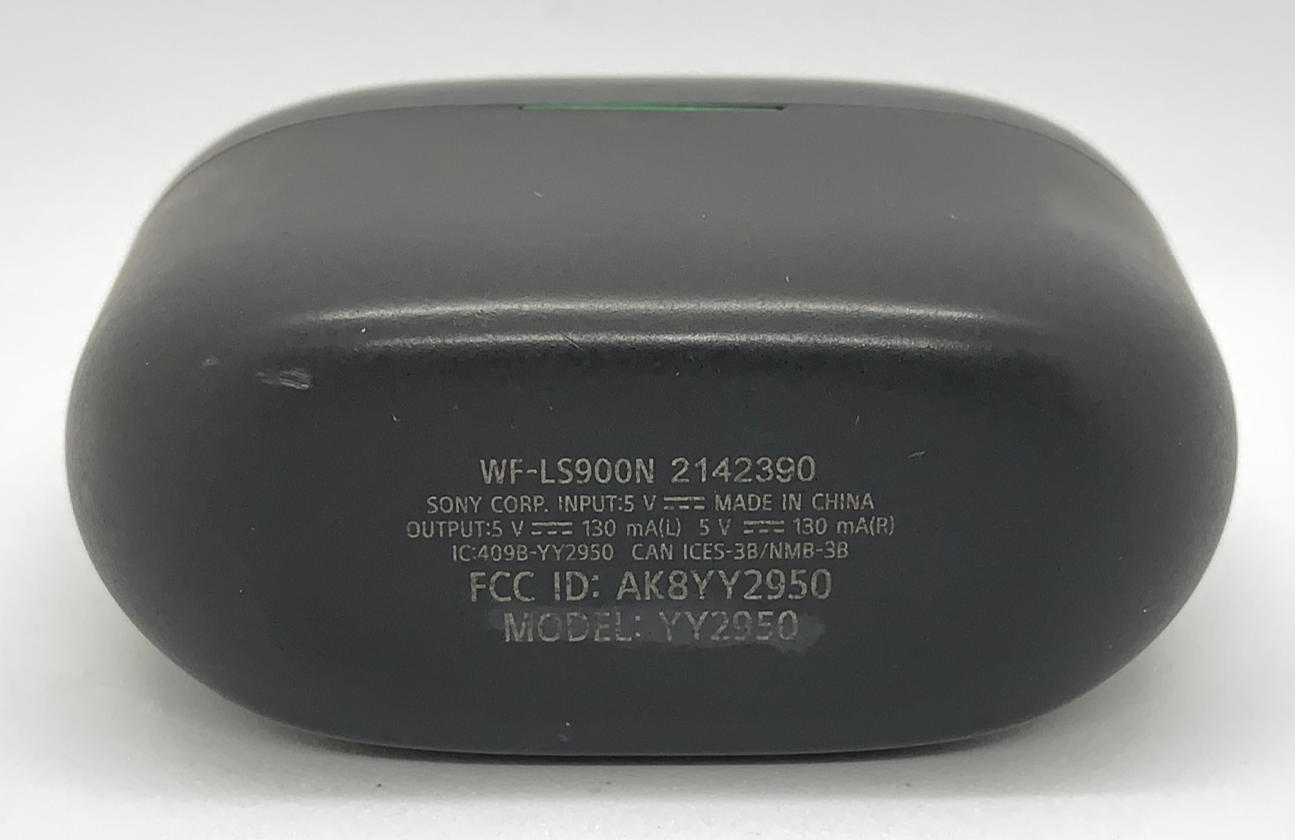 WF-LS900N 2142390
SONY CORP. INPUT:5 V ⎓ MADE IN CHINA
OUTPUT:5 V ⎓ 130 mA(L) 5 V ⎓ 130 mA(R)
IC:409B-YY2950 CAN ICES-3B/NMB-3B
FCC ID: AK8YY2950
MODEL: YY2950